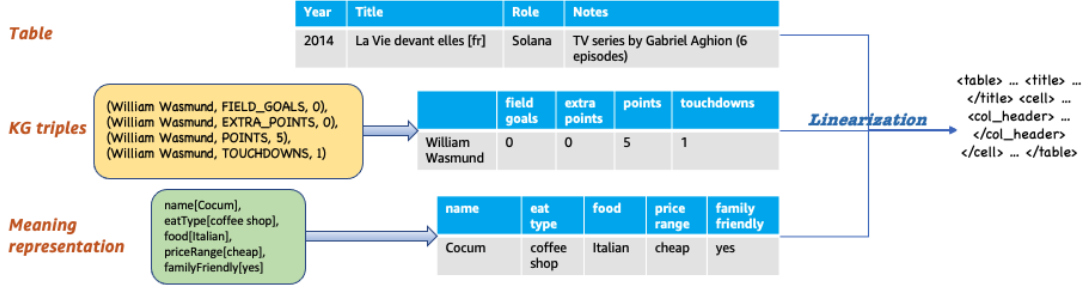 Table
Year Title Role Notes
2014 La Vie devant elles [fr] Solana TV series by Gabriel Aghion (6
episodes)
KG triples
(William Wasmund, FIELD_GOALS, 0),
(William Wasmund, EXTRA_POINTS, 0),
(William Wasmund, POINTS, 5),
(William Wasmund, TOUCHDOWNS, 1)
field
goals
extra
points
points
touchdowns
William
Wasmund
0
0
5
1
Meaning
representation
name[Cocum],
eatType[coffee shop],
food[Italian],
priceRange[cheap],
familyFriendly[yes]
name
eat
type
food
price
range
family
friendly
Cocum
coffee
shop
Italian
cheap
yes
Linearization
<table> ... <title> ...
</title> <cell> ...
<col_header> ...
</col_header>
</cell> ... </table>